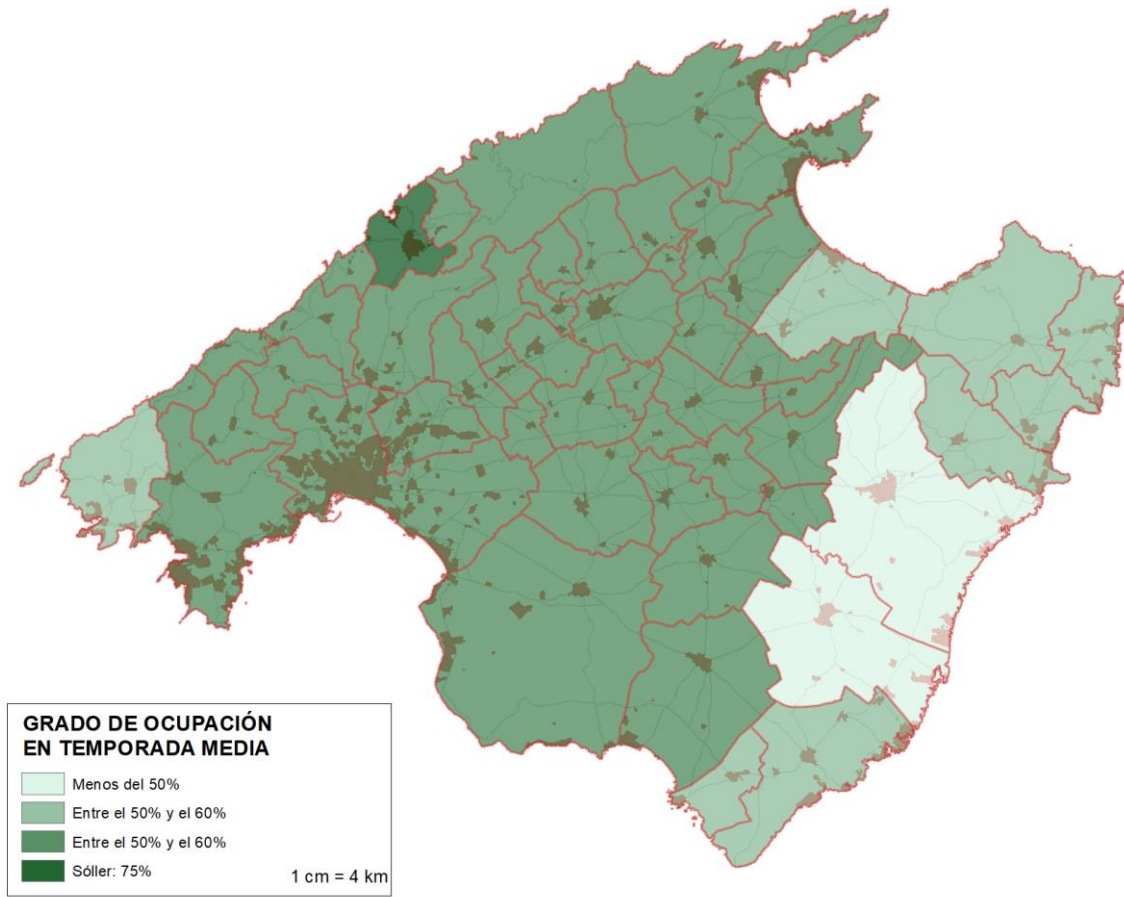 GRADO DE OCUPACIÓN
EN TEMPORADA MEDIA
Menos del 50%
Entre el 50% y el 60%
Entre el 50% y el 60%
Sóller: 75%
1 cm = 4 km